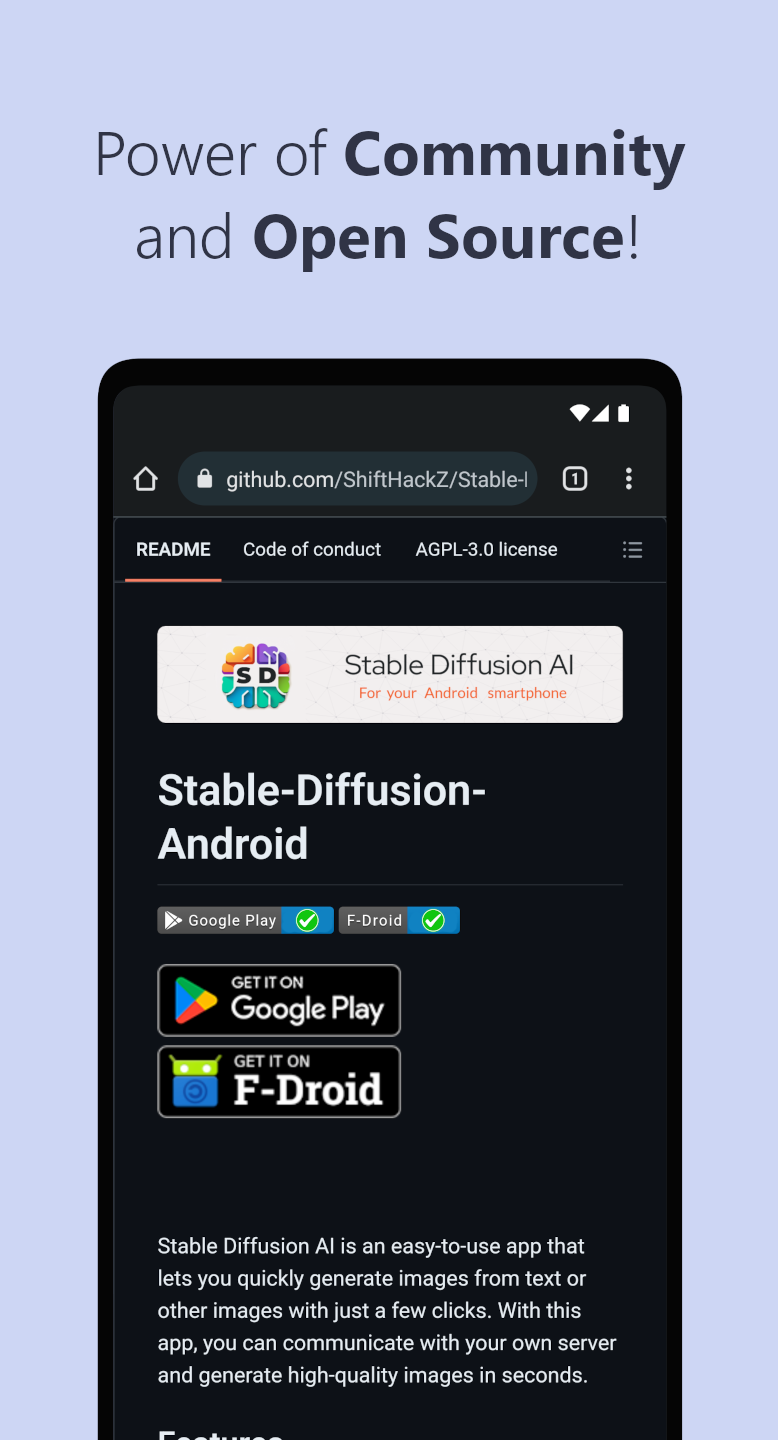 Power of Community
and Open Source!
github.com/ShiftHackZ/Stable-
1
README Code of conduct AGPL-3.0 license
SD
Stable Diffusion AI
For your Android smartphone
Stable-Diffusion-
Android
Google Play F-Droid
GET IT ON
Google Play
GET IT ON
F-Droid
Stable Diffusion AI is an easy-to-use app that
lets you quickly generate images from text or
other images with just a few clicks. With this
app, you can communicate with your own server
and generate high-quality images in seconds.
Features